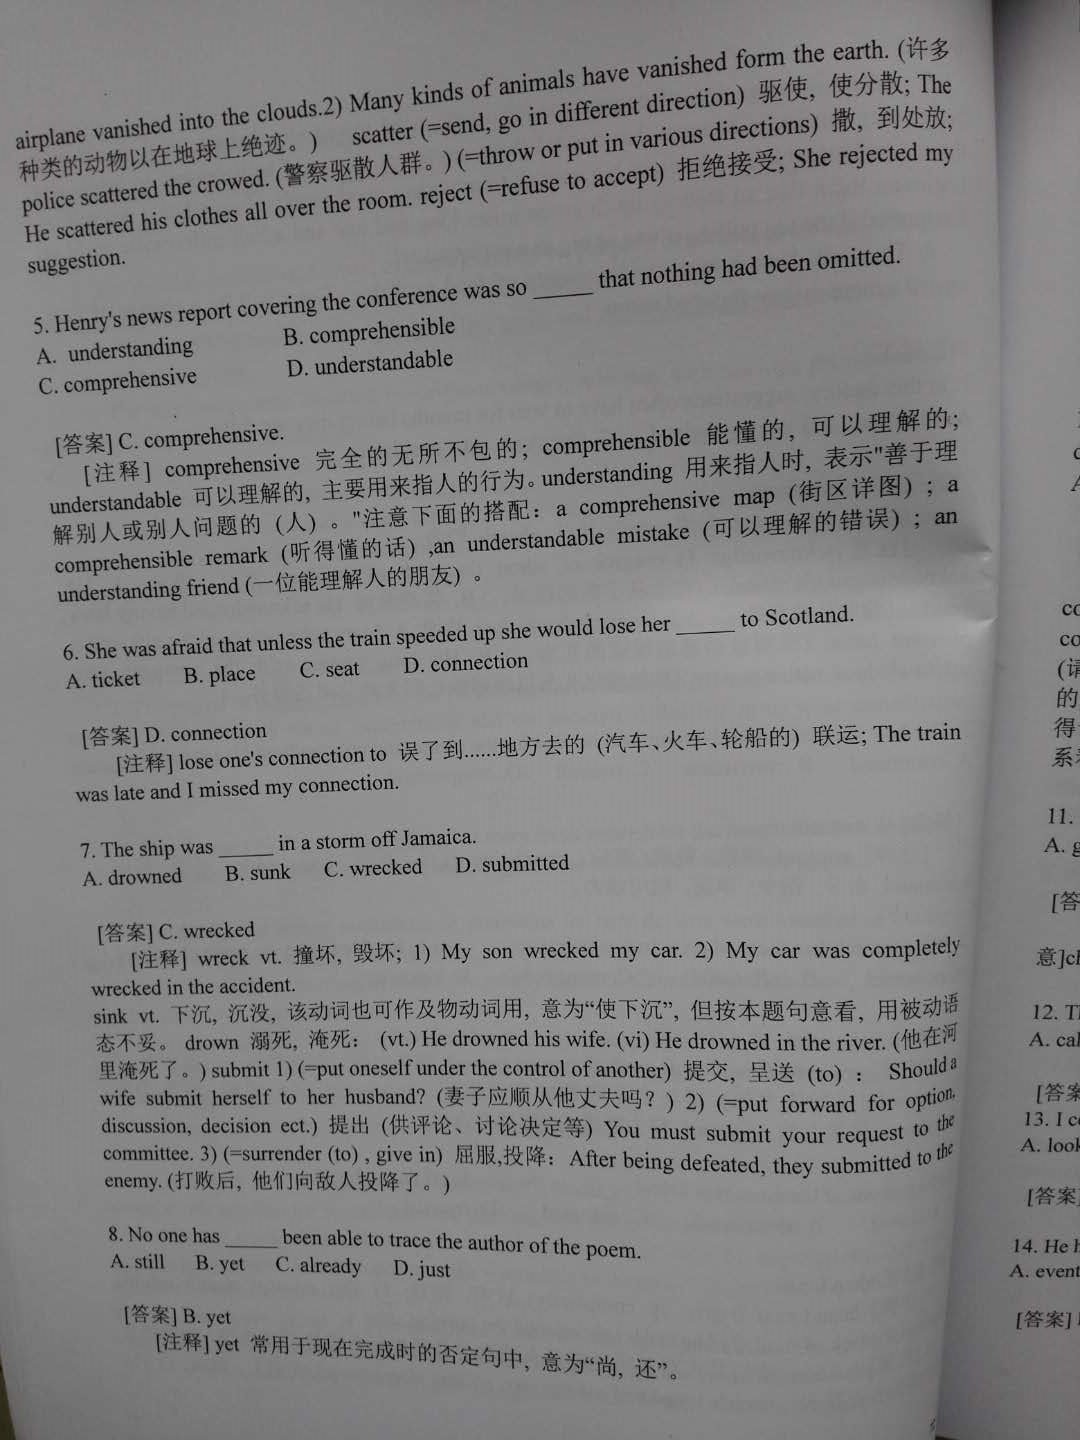 airplane vanished into the clouds.2) Many kinds of animals have vanished form the earth. (许多
种类的动物以在地球上绝迹。) scatter (=send, go in different direction) 驱使, 使分散; The
police scattered the crowed. (警察驱散人群。) (=throw or put in various directions) 撒, 到处放;
He scattered his clothes all over the room. reject (=refuse to accept) 拒绝接受; She rejected my
suggestion.
5. Henry's news report covering the conference was so _____ that nothing had been omitted.
A. understanding B. comprehensible
C. comprehensive D. understandable
[答案] C. comprehensive.
[注释] comprehensive 完全的无所不包的; comprehensible 能懂的, 可以理解的;
understandable 可以理解的, 主要用来指人的行为。understanding 用来指人时, 表示"善于理
解别人或别人问题的 (人) 。"注意下面的搭配: a comprehensive map (街区详图) ; a
comprehensible remark (听得懂的话) ,an understandable mistake (可以理解的错误) ; an
understanding friend (一位能理解人的朋友) 。
6. She was afraid that unless the train speeded up she would lose her _____ to Scotland.
A. ticket B. place C. seat D. connection
[答案] D. connection
[注释] lose one's connection to 误了到......地方去的 (汽车、火车、轮船的) 联运; The train
was late and I missed my connection.
7. The ship was _____ in a storm off Jamaica.
A. drowned B. sunk C. wrecked D. submitted
[答案] C. wrecked
[注释] wreck vt. 撞坏, 毁坏; 1) My son wrecked my car. 2) My car was completely
wrecked in the accident.
sink vt. 下沉, 沉没, 该动词也可作及物动词用, 意为“使下沉”, 但按本题句意看, 用被动语
态不妥。 drown 溺死, 淹死: (vt.) He drowned his wife. (vi) He drowned in the river. (他在河
里淹死了。) submit 1) (=put oneself under the control of another) 提交, 呈送 (to) : Should a
wife submit herself to her husband? (妻子应顺从他丈夫吗? ) 2) (=put forward for option,
discussion, decision ect.) 提出 (供评论、讨论决定等) You must submit your request to the
committee. 3) (=surrender (to) , give in) 屈服,投降: After being defeated, they submitted to the
enemy. (打败后, 他们向敌人投降了。)
8. No one has _____ been able to trace the author of the poem.
A. still B. yet C. already D. just
[答案] B. yet
[注释] yet 常用于现在完成时的否定句中, 意为“尚, 还”。
co
co
(请
的
得
系
11.
A. g
[答
意]cl
12. T
A. cal
[答案
13. I c
A. look
[答案]
14. He h
A. event
[答案]